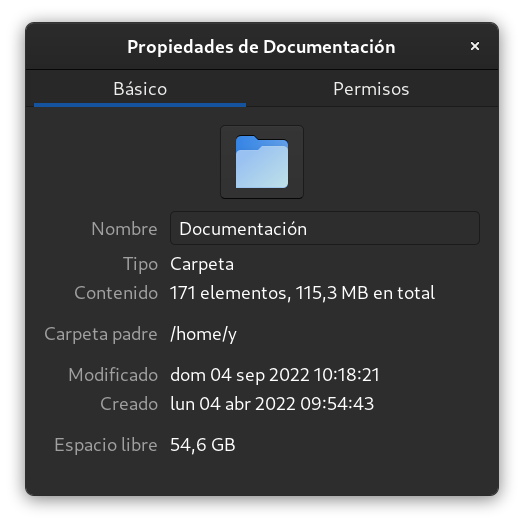 Propiedades de Documentación
Básico Permisos
Nombre Documentación
Tipo Carpeta
Contenido 171 elementos, 115,3 MB en total
Carpeta padre /home/y
Modificado dom 04 sep 2022 10:18:21
Creado lun 04 abr 2022 09:54:43
Espacio libre 54,6 GB